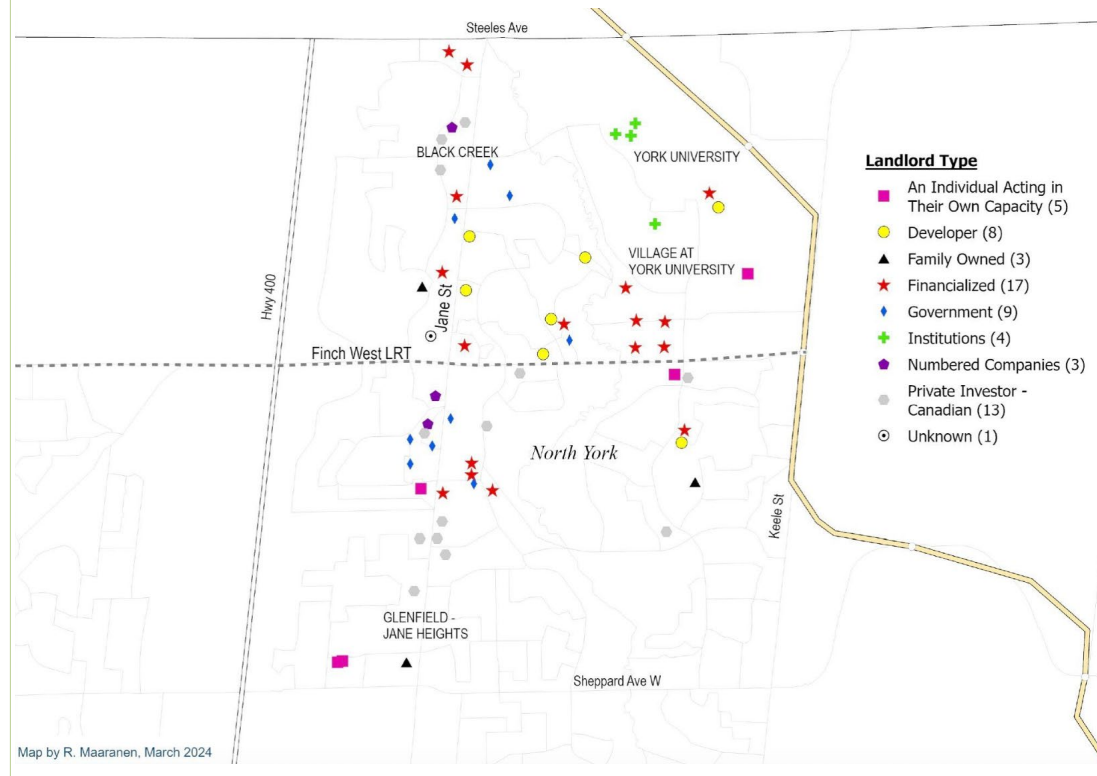 Steeles Ave
BLACK CREEK
YORK UNIVERSITY
VILLAGE AT
YORK UNIVERSITY
Hwy 400
Jane St
Finch West LRT
North York
Keele St
GLENFIELD -
JANE HEIGHTS
Sheppard Ave W
Landlord Type
An Individual Acting in
Their Own Capacity (5)
Developer (8)
Family Owned (3)
Financialized (17)
Government (9)
Institutions (4)
Numbered Companies (3)
Private Investor -
Canadian (13)
Unknown (1)
Map by R. Maaranen, March 2024